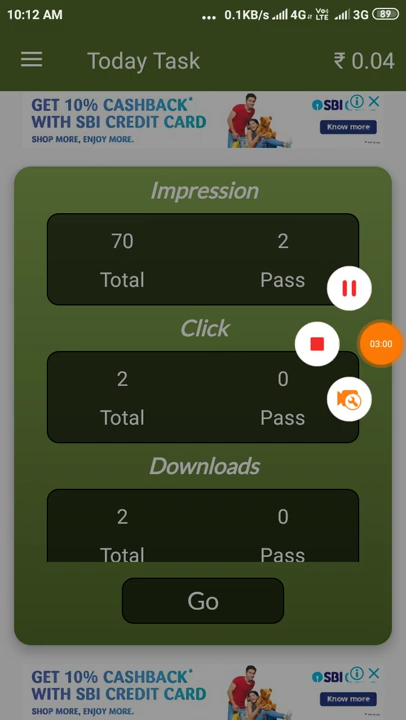 10:12 AM
... 0.1KB/s 4G VoLTE 3G 89
Today Task
₹ 0.04
GET 10% CASHBACK*
WITH SBI CREDIT CARD
SHOP MORE, ENJOY MORE.
SBI
Know more
Impression
70 2
Total Pass
Click
03:00
2 0
Total Pass
Downloads
2 0
Total Pass
Go
GET 10% CASHBACK*
WITH SBI CREDIT CARD
SHOP MORE, ENJOY MORE.
SBI
Know more